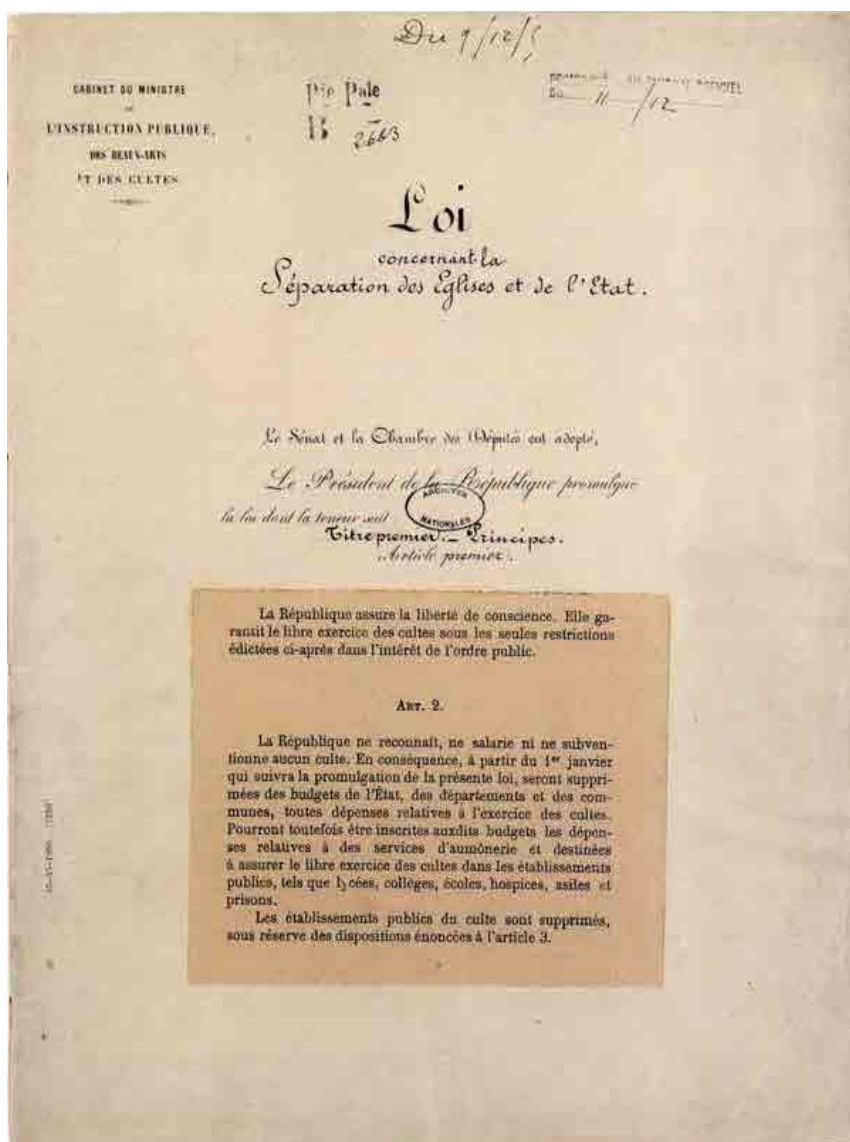 Du 9/12/5
CABINET DU MINISTRE
DE
L'INSTRUCTION PUBLIQUE,
DES BEAUX-ARTS
ET DES CULTES
Pie Pale
B 2663
PROMULGUÉ AU JOURNAL OFFICIEL
DU 11/12
Loi
concernant la
Séparation des Eglises et de l'Etat.
Le Sénat et la Chambre des Députés ont adopté,
Le Président de la République promulgue
la loi dont la teneur suit
ARCHIVES
NATIONALES
Titre premier._ Principes.
Article premier.
La République assure la liberté de conscience. Elle ga-
rantit le libre exercice des cultes sous les seules restrictions
édictées ci-après dans l'intérêt de l'ordre public.
ART. 2.
La République ne reconnaît, ne salarie ni ne subven-
tionne aucun culte. En conséquence, à partir du 1er janvier
qui suivra la promulgation de la présente loi, seront suppri-
mées des budgets de l'État, des départements et des com-
munes, toutes dépenses relatives à l'exercice des cultes.
Pourront toutefois être inscrites auxdits budgets les dépen-
ses relatives à des services d'aumônerie et destinées
à assurer le libre exercice des cultes dans les établissements
publics, tels que lycées, collèges, écoles, hospices, asiles et
prisons.
Les établissements publics du culte sont supprimés,
sous réserve des dispositions énoncées à l'article 3.